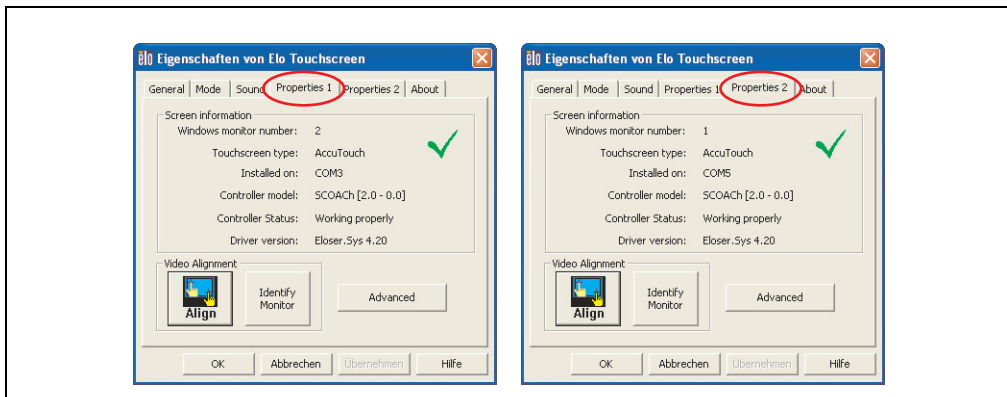 êlo Eigenschaften von Elo Touchscreen
General Mode Sound Properties 1 Properties 2 About
Screen information
Windows monitor number: 2
Touchscreen type: AccuTouch
Installed on: COM3
Controller model: SCOACh [2.0 - 0.0]
Controller Status: Working properly
Driver version: Eloser.Sys 4.20
Video Alignment
Align
Identify
Monitor
Advanced
OK Abbrechen Übernehmen Hilfe
êlo Eigenschaften von Elo Touchscreen
General Mode Sound Properties 1 Properties 2 About
Screen information
Windows monitor number: 1
Touchscreen type: AccuTouch
Installed on: COM5
Controller model: SCOACh [2.0 - 0.0]
Controller Status: Working properly
Driver version: Eloser.Sys 4.20
Video Alignment
Align
Identify
Monitor
Advanced
OK Abbrechen Übernehmen Hilfe